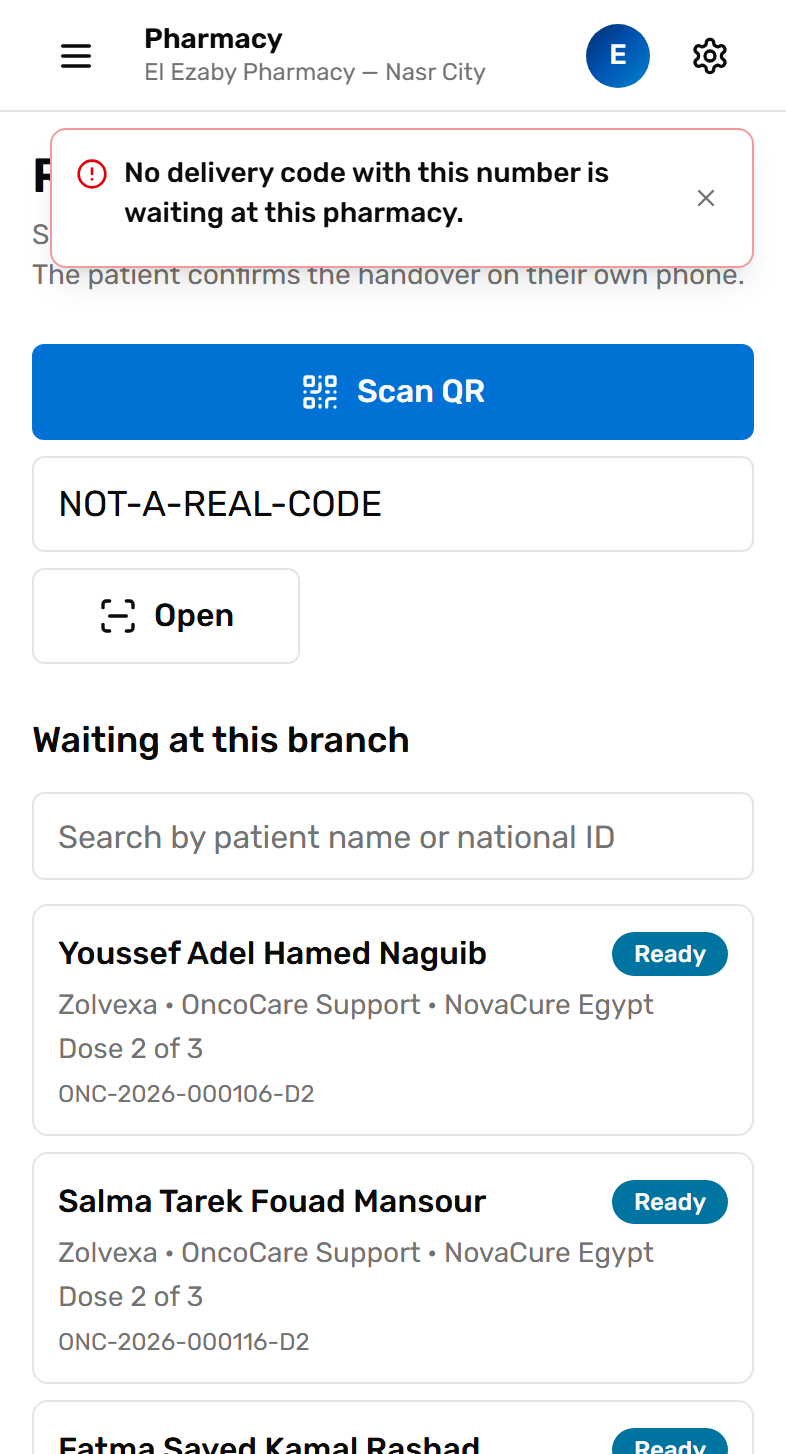 Pharmacy
El Ezaby Pharmacy — Nasr City
E
No delivery code with this number is
waiting at this pharmacy.
The patient confirms the handover on their own phone.
Scan QR
NOT-A-REAL-CODE
Open
Waiting at this branch
Search by patient name or national ID
Youssef Adel Hamed Naguib
Ready
Zolvexa • OncoCare Support • NovaCure Egypt
Dose 2 of 3
ONC-2026-000106-D2
Salma Tarek Fouad Mansour
Ready
Zolvexa • OncoCare Support • NovaCure Egypt
Dose 2 of 3
ONC-2026-000116-D2
Fatma Sayed Kamal Rashad
Ready